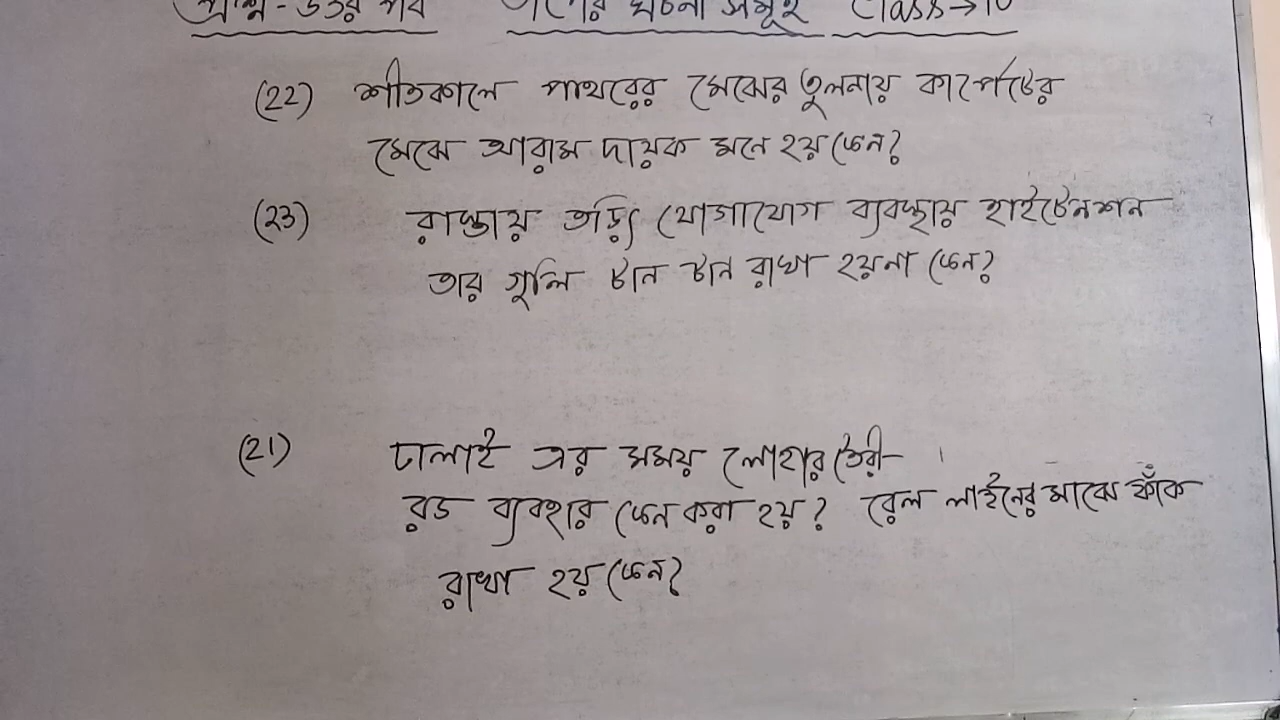 প্রশ্ন-উত্তর পর্ব তাপের ঘটনা সমূহ Class→10
(22) শীতকালে পাথরের মেঝের তুলনায় কার্পেটের
মেঝে আরাম দায়ক মনে হয় কেন?
(23) রাস্তায় তড়িৎ যোগাযোগ ব্যবস্থায় হাইটেনশন
তার গুলি টান টান রাখা হয়না কেন?
(21) ঢালাই এর সময় লোহার তৈরী
রড ব্যবহার কেন করা হয়? রেল লাইনের মাঝে ফাঁক
রাখা হয় কেন?